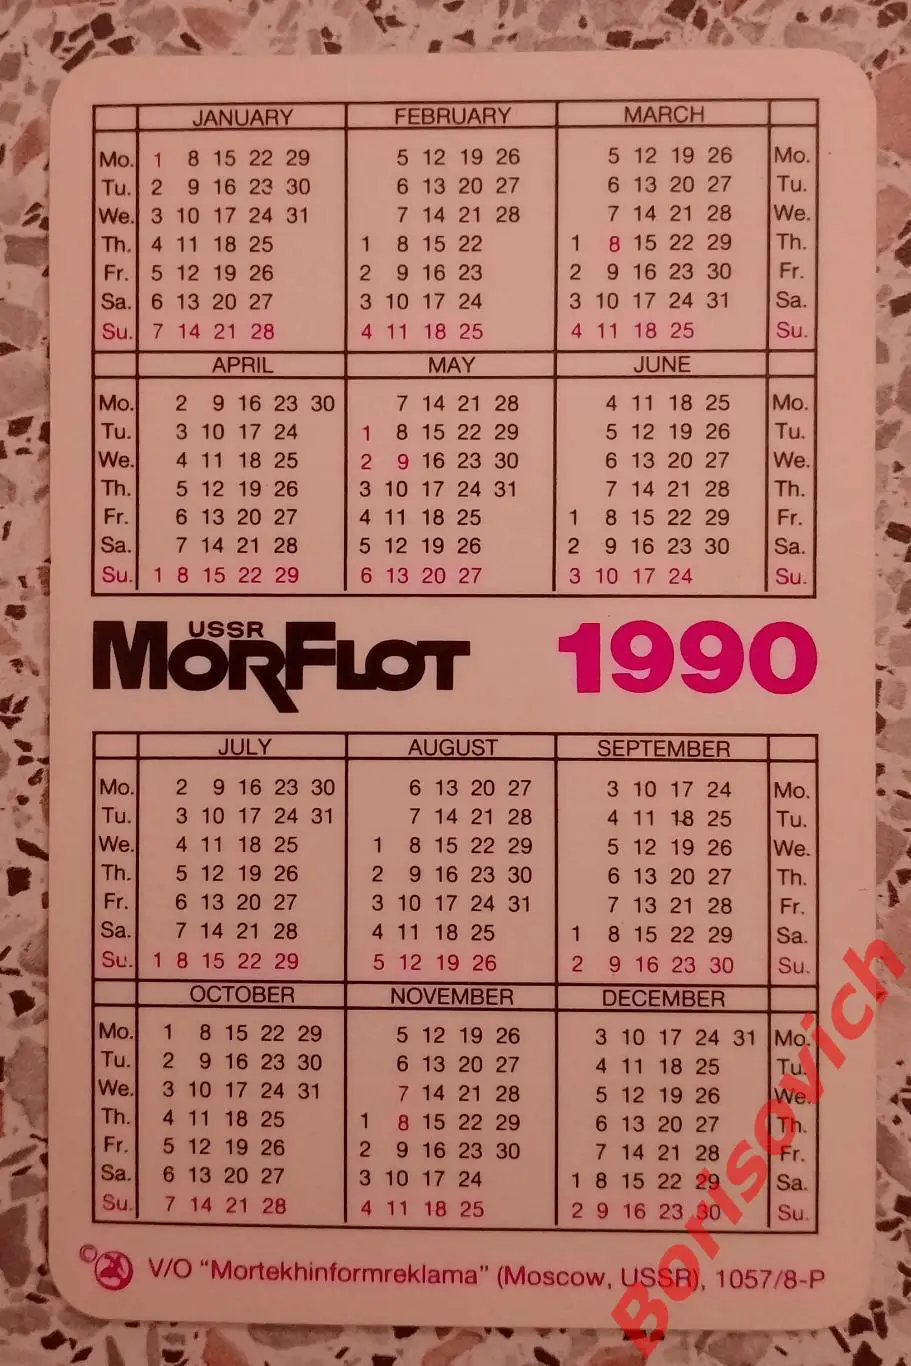 JANUARY FEBRUARY MARCH
Mo. 1 8 15 22 29 5 12 19 26 5 12 19 26 Mo.
Tu. 2 9 16 23 30 6 13 20 27 6 13 20 27 Tu.
We. 3 10 17 24 31 7 14 21 28 7 14 21 28 We.
Th. 4 11 18 25 1 8 15 22 1 8 15 22 29 Th.
Fr. 5 12 19 26 2 9 16 23 2 9 16 23 30 Fr.
Sa. 6 13 20 27 3 10 17 24 3 10 17 24 31 Sa.
Su. 7 14 21 28 4 11 18 25 4 11 18 25 Su.
APRIL MAY JUNE
Mo. 2 9 16 23 30 7 14 21 28 4 11 18 25 Mo.
Tu. 3 10 17 24 1 8 15 22 29 5 12 19 26 Tu.
We. 4 11 18 25 2 9 16 23 30 6 13 20 27 We.
Th. 5 12 19 26 3 10 17 24 31 7 14 21 28 Th.
Fr. 6 13 20 27 4 11 18 25 1 8 15 22 29 Fr.
Sa. 7 14 21 28 5 12 19 26 2 9 16 23 30 Sa.
Su. 1 8 15 22 29 6 13 20 27 3 10 17 24 Su.
USSR
MORFLOT 1990
JULY AUGUST SEPTEMBER
Mo. 2 9 16 23 30 6 13 20 27 3 10 17 24 Mo.
Tu. 3 10 17 24 31 7 14 21 28 4 11 18 25 Tu.
We. 4 11 18 25 1 8 15 22 29 5 12 19 26 We.
Th. 5 12 19 26 2 9 16 23 30 6 13 20 27 Th.
Fr. 6 13 20 27 3 10 17 24 31 7 13 21 28 Fr.
Sa. 7 14 21 28 4 11 18 25 1 8 15 22 29 Sa.
Su. 1 8 15 22 29 5 12 19 26 2 9 16 23 30 Su.
OCTOBER NOVEMBER DECEMBER
Mo. 1 8 15 22 29 5 12 19 26 3 10 17 24 31 Mo.
Tu. 2 9 16 23 30 6 13 20 27 4 11 18 25 Tu.
We. 3 10 17 24 31 7 14 21 28 5 12 19 26 We.
Th. 4 11 18 25 1 8 15 22 29 6 13 20 27 Th.
Fr. 5 12 19 26 2 9 16 23 30 7 14 21 28 Fr.
Sa. 6 13 20 27 3 10 17 24 1 8 15 22 29 Sa.
Su. 7 14 21 28 4 11 18 25 2 9 16 23 30 Su.
© V/O "Mortekhinformreklama" (Moscow, USSR), 1057/8-P
Borisovich